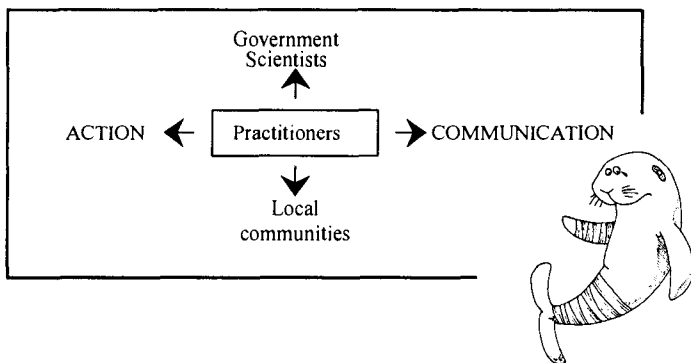 Government
Scientists
ACTION
Practitioners
COMMUNICATION
Local
communities